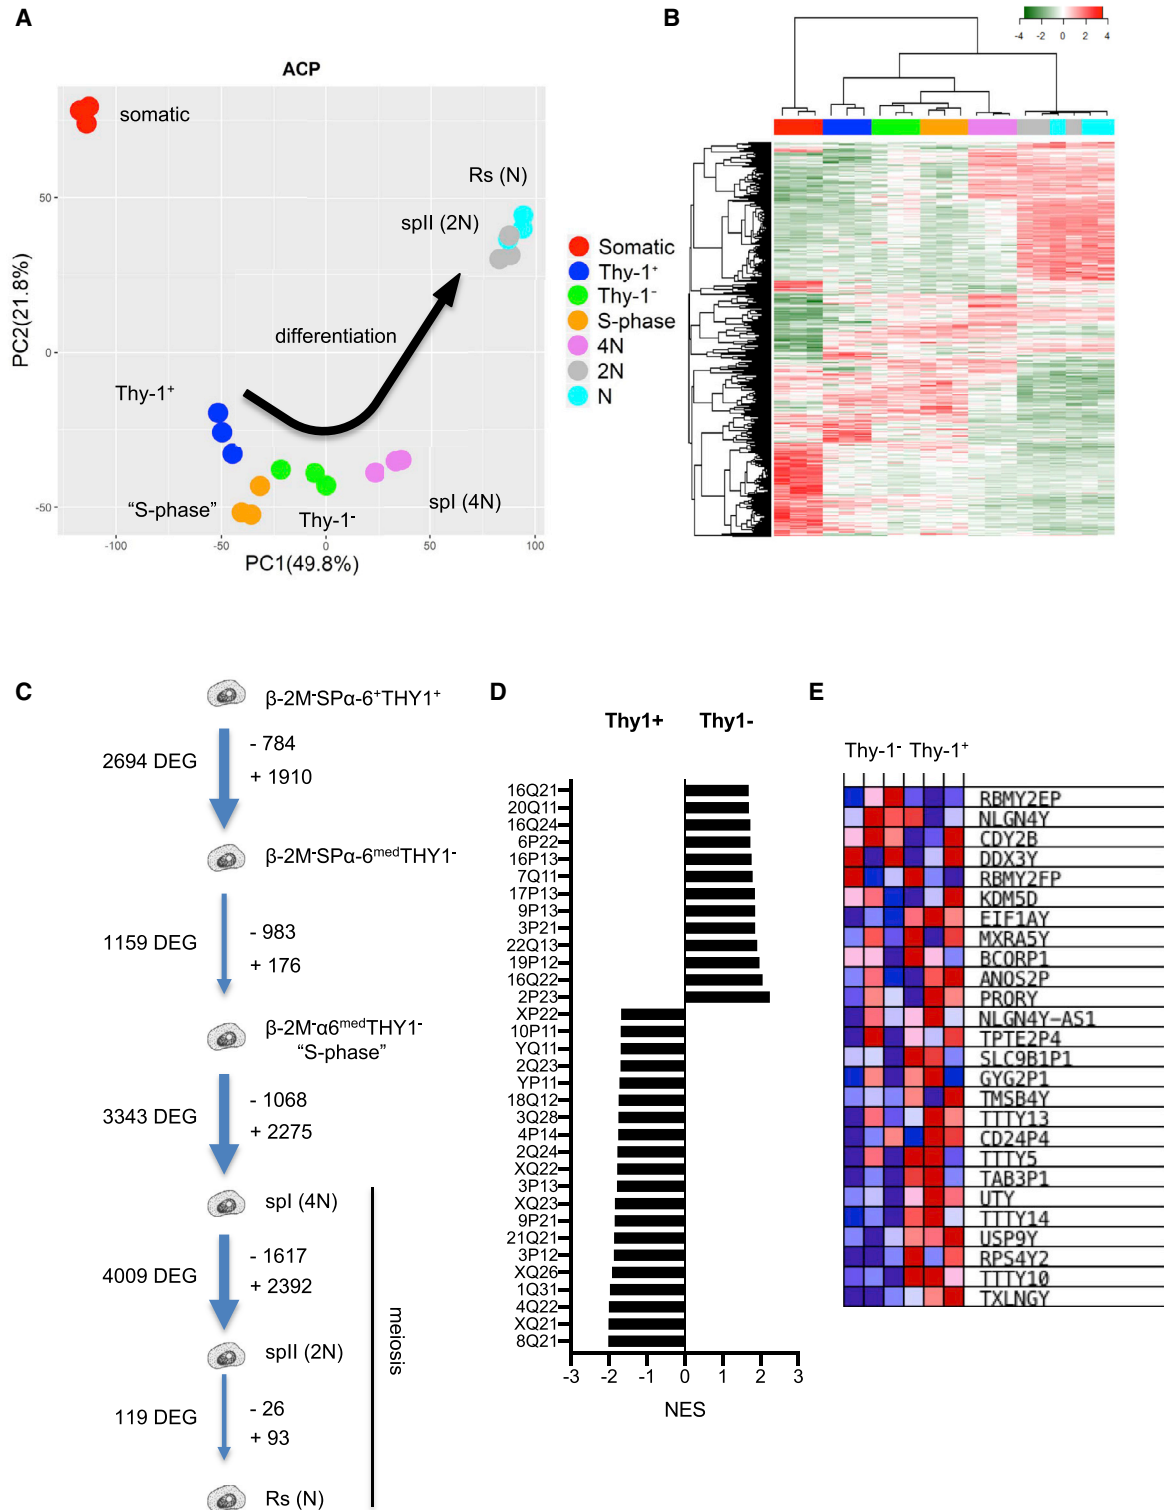 A
ACP
somatic
Rs (N)
spII (2N)
differentiation
Thy-1+
"S-phase"
Thy-1-
spI (4N)
50
0
-50
-100
-50
0
50
100
PC1(49.8%)
PC2(21.8%)
Somatic
Thy-1+
Thy-1-
S-phase
4N
2N
N
B
-4 -2 0 2 4
C
β-2M-SPα-6+THY1+
2694 DEG
- 784
+ 1910
β-2M-SPα-6medTHY1-
1159 DEG
- 983
+ 176
β-2M-α6medTHY1-
"S-phase"
3343 DEG
- 1068
+ 2275
spI (4N)
4009 DEG
- 1617
+ 2392
spII (2N)
119 DEG
- 26
+ 93
Rs (N)
meiosis
D
Thy1+ Thy1-
16Q21
20Q11
16Q24
6P22
16P13
7Q11
17P13
9P13
3P21
22Q13
19P12
16Q22
2P23
XP22
10P11
YQ11
2Q23
YP11
18Q12
3Q28
4P14
2Q24
XQ22
3P13
XQ23
9P21
21Q21
3P12
XQ26
1Q31
4Q22
XQ21
8Q21
-3 -2 -1 0 1 2 3
NES
E
Thy-1- Thy-1+
RBMY2EP
NLGN4Y
CDY2B
DDX3Y
RBMY2FP
KDM5D
EIF1AY
MXRA5Y
BCORP1
ANOS2P
PRORY
NLGN4Y-AS1
TPTE2P4
SLC9B1P1
GYG2P1
TMSB4Y
TTTY13
CD24P4
TTTY5
TAB3P1
UTY
TTTY14
USP9Y
RPS4Y2
TTTY10
TXLNGY